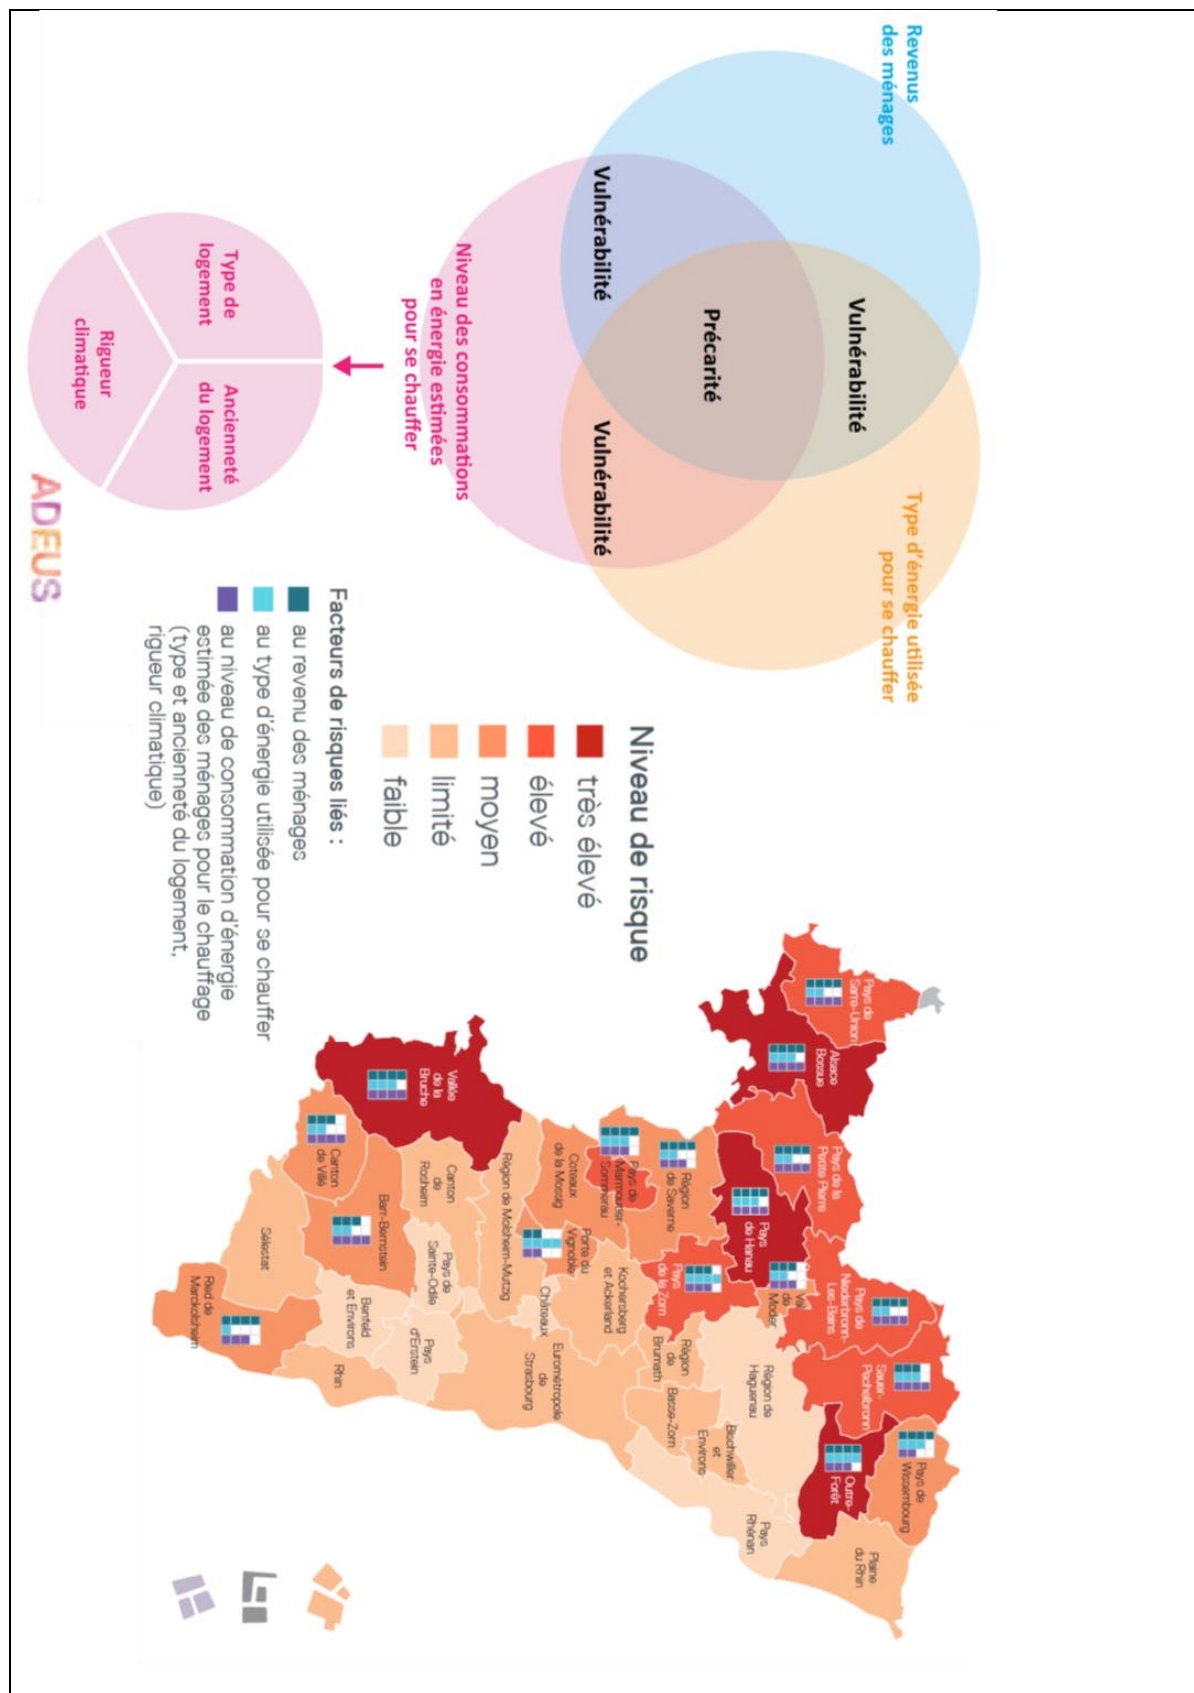 Revenus
des ménages
Type d'énergie utilisée
pour se chauffer
Vulnérabilité
Précarité
Vulnérabilité
Vulnérabilité
Niveau des consommations
en énergie estimées
pour se chauffer
Type de
logement
Ancienneté
du logement
Rigueur
climatique
ADEUS
Niveau de risque
très élevé
élevé
moyen
limité
faible
Facteurs de risques liés :
au revenu des ménages
au type d'énergie utilisée pour se chauffer
au niveau de consommation d'énergie
estimée des ménages pour le chauffage
(type et ancienneté du logement,
rigueur climatique)
Pays de
Sarre-Union
Alsace
Bossue
Pays de la
Petite Pierre
Pays de
Niederbronn-
Les-Bains
Sauer-
Pechelbronn
Pays de
Wissembourg
Outre-
Forêt
Plaine
du Rhin
Pays
de Hanau
Val
de
Moder
Région de
Haguenau
Pays
Rhénan
Bischwiller
et
Environs
Région
de Saverne
Pays
de la Zorn
Région
de
Brumath
Basse-Zorn
Pays de
Marmoutier-
Sommerau
Kochersberg
et Ackerland
Coteaux
de la Mossig
Porte du
Vignoble
Châteaux
Eurométropole
de
Strasbourg
Région de Molsheim-Mutzig
Vallée
de la
Bruche
Canton
de
Rosheim
Pays de
Sainte-Odile
Pays
d'Erstein
Barr-Bernstein
Benfeld
et Environs
Rhin
Canton
de Villé
Sélestat
Ried de
Marckolsheim